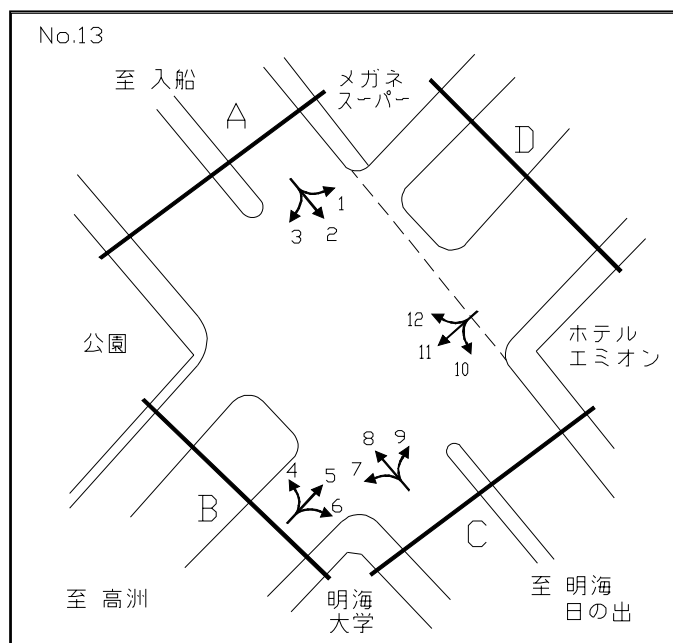 No.13
至 入船
メガネ
スーパー
A
D
1
2
3
12
11
10
公園
ホテル
エミオン
8
9
7
4
5
6
B
C
至 高洲
明海
大学
至 明海
日の出